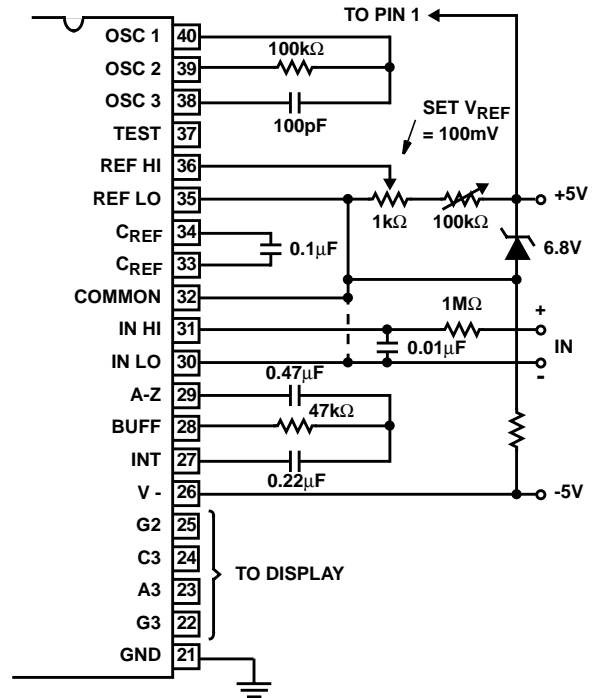 TO PIN 1
OSC 1 40
100kΩ
OSC 2 39
OSC 3 38
100pF
SET VREF
= 100mV
TEST 37
REF HI 36
REF LO 35
1kΩ
100kΩ
+5V
CREF 34
0.1μF
6.8V
CREF 33
COMMON 32
1MΩ
+
IN HI 31
0.01μF
IN
IN LO 30
-
0.47μF
A-Z 29
47kΩ
BUFF 28
INT 27
0.22μF
V - 26
-5V
G2 25
C3 24
TO DISPLAY
A3 23
G3 22
GND 21